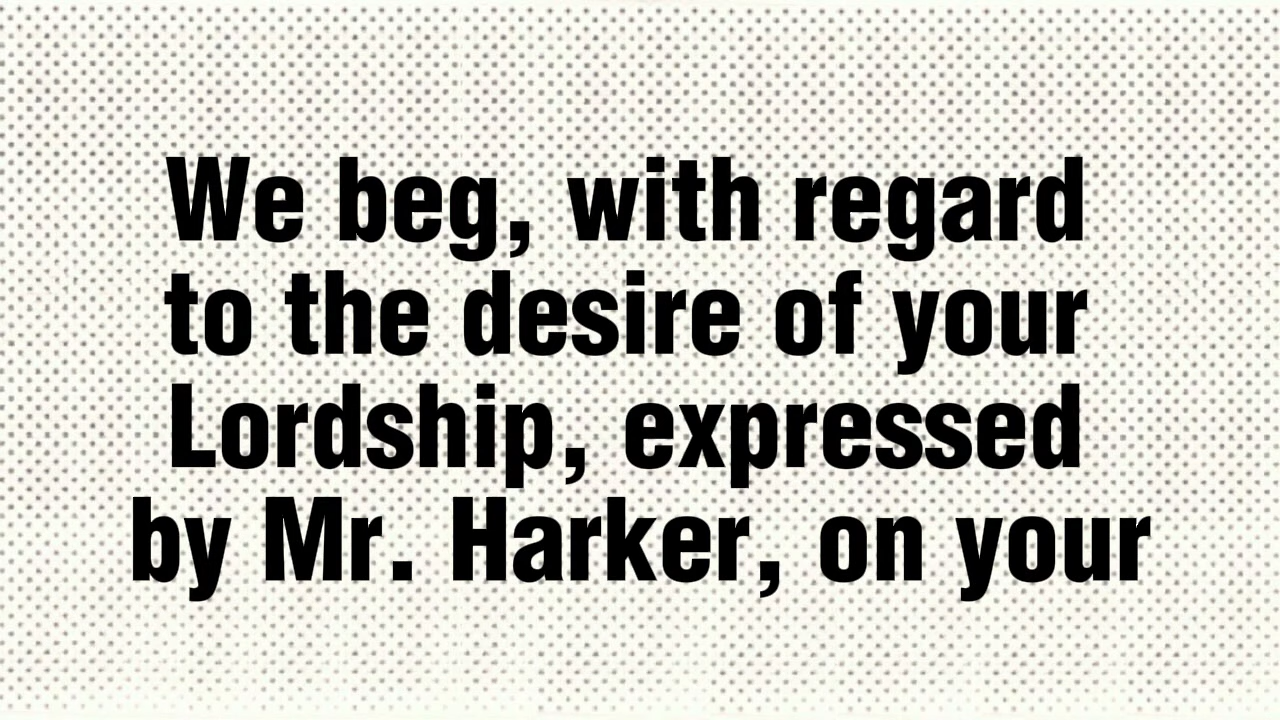 We beg, with regard
to the desire of your
Lordship, expressed
by Mr. Harker, on your